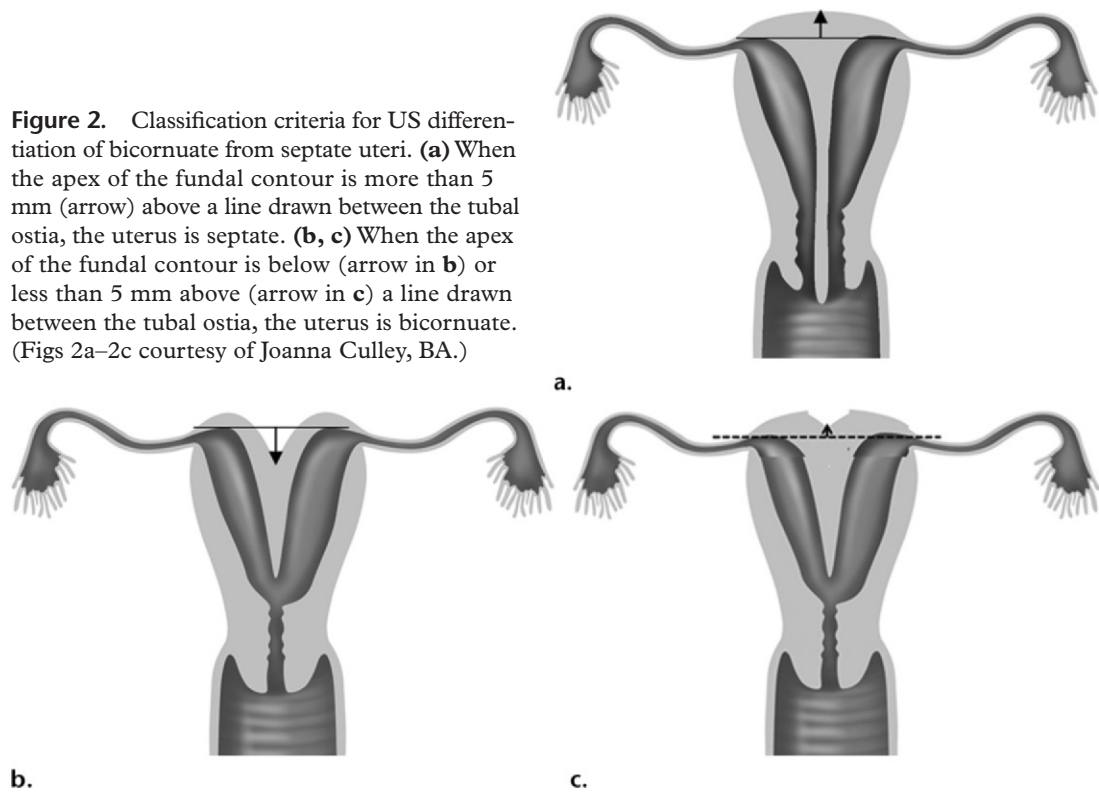 Figure 2. Classification criteria for US differen-
tiation of bicornuate from septate uteri. (a) When
the apex of the fundal contour is more than 5
mm (arrow) above a line drawn between the tubal
ostia, the uterus is septate. (b, c) When the apex
of the fundal contour is below (arrow in b) or
less than 5 mm above (arrow in c) a line drawn
between the tubal ostia, the uterus is bicornuate.
(Figs 2a–2c courtesy of Joanna Culley, BA.)
a.
b.
c.